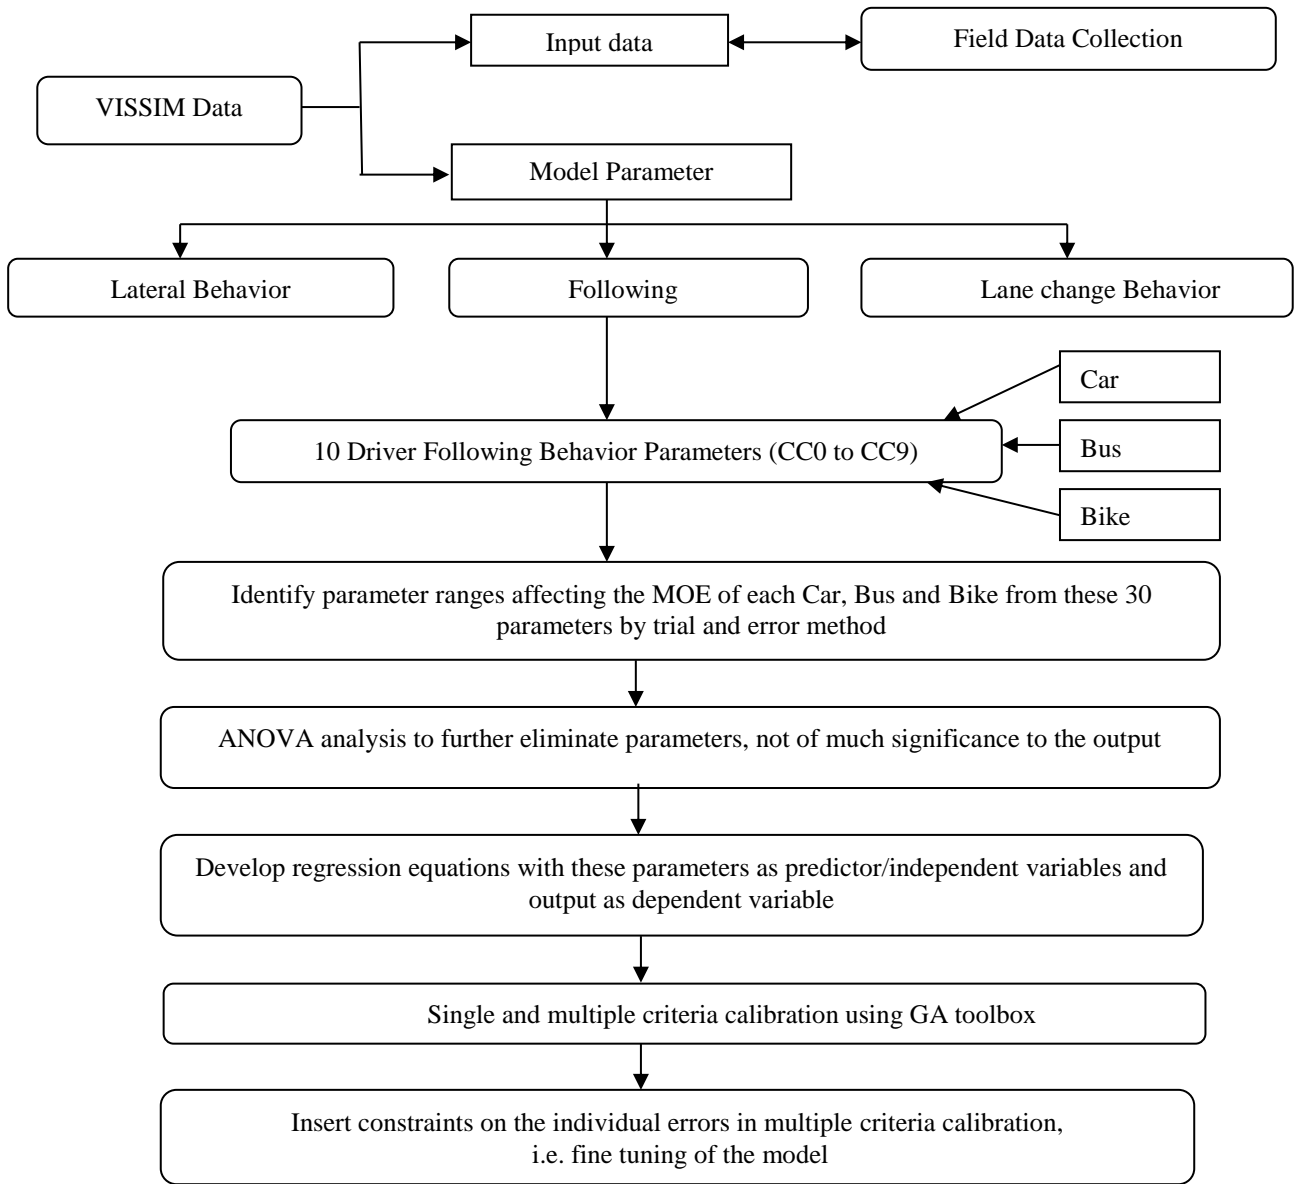 Input data
Field Data Collection
VISSIM Data
Model Parameter
Lateral Behavior
Following
Lane change Behavior
Car
10 Driver Following Behavior Parameters (CC0 to CC9)
Bus
Bike
Identify parameter ranges affecting the MOE of each Car, Bus and Bike from these 30
parameters by trial and error method
ANOVA analysis to further eliminate parameters, not of much significance to the output
Develop regression equations with these parameters as predictor/independent variables and
output as dependent variable
Single and multiple criteria calibration using GA toolbox
Insert constraints on the individual errors in multiple criteria calibration,
i.e. fine tuning of the model